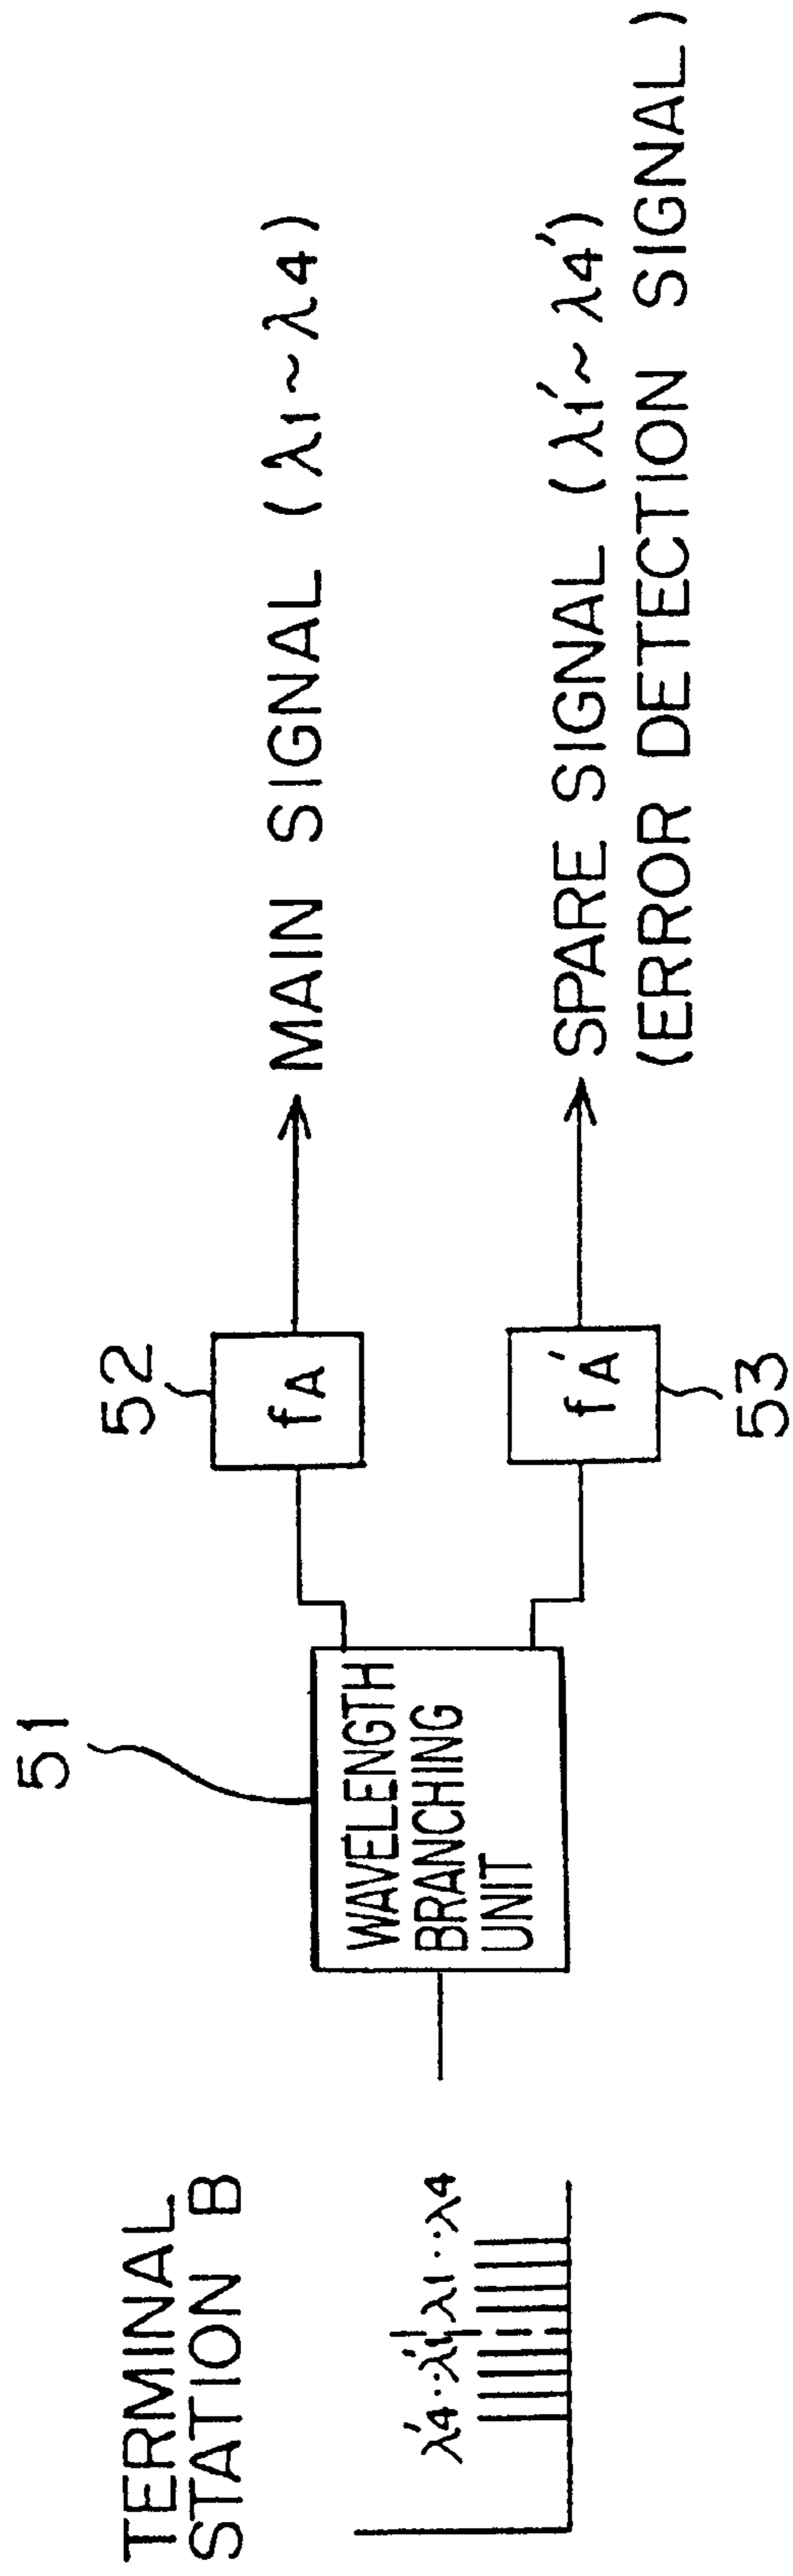 TERMINAL
STATION B
λ4'‥λ1' λ1‥λ4
51
WAVELENGTH
BRANCHING
UNIT
52
fA
MAIN SIGNAL (λ1~λ4)
fA'
53
SPARE SIGNAL (λ1'~λ4')
(ERROR DETECTION SIGNAL)